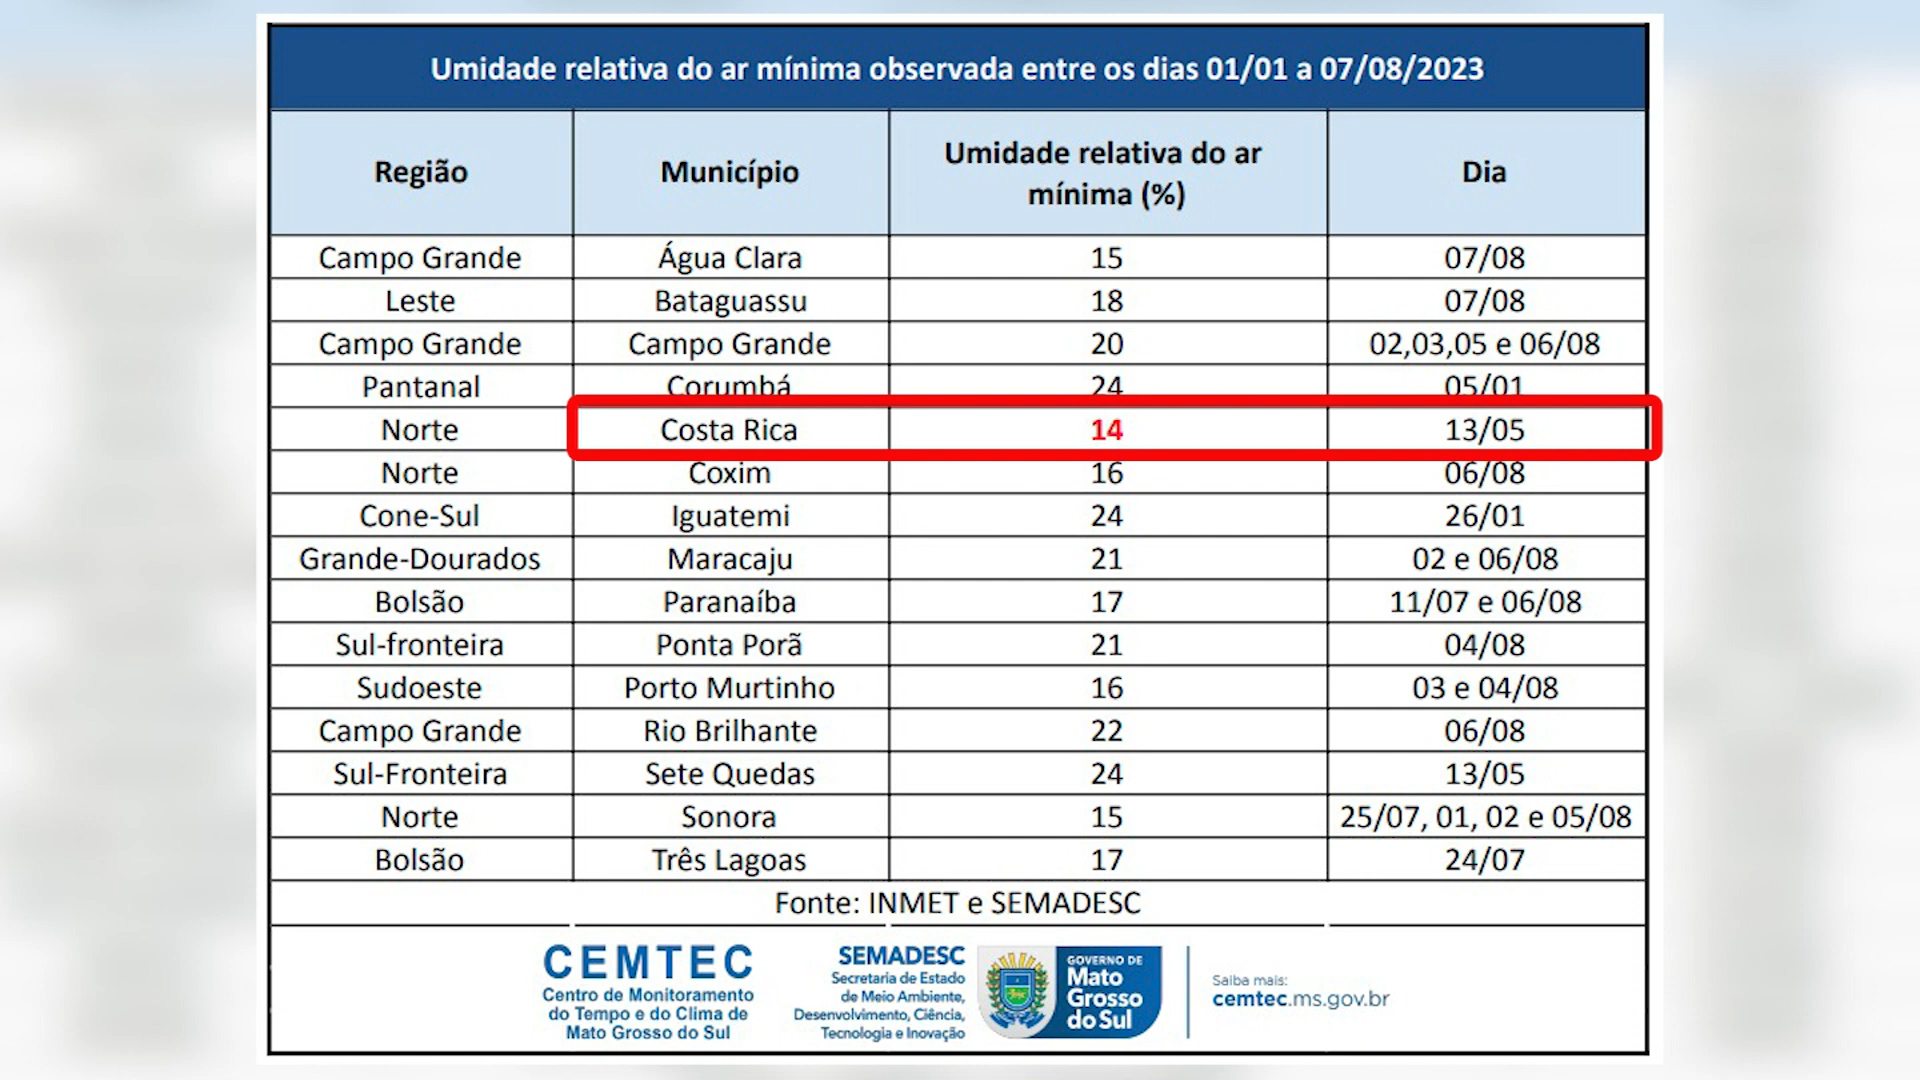 Umidade relativa do ar mínima observada entre os dias 01/01 a 07/08/2023
Região Município Umidade relativa do ar mínima (%) Dia
Campo Grande Água Clara 15 07/08
Leste Bataguassu 18 07/08
Campo Grande Campo Grande 20 02,03,05 e 06/08
Pantanal Corumbá 24 05/01
Norte Costa Rica 14 13/05
Norte Coxim 16 06/08
Cone-Sul Iguatemi 24 26/01
Grande-Dourados Maracaju 21 02 e 06/08
Bolsão Paranaíba 17 11/07 e 06/08
Sul-fronteira Ponta Porã 21 04/08
Sudoeste Porto Murtinho 16 03 e 04/08
Campo Grande Rio Brilhante 22 06/08
Sul-Fronteira Sete Quedas 24 13/05
Norte Sonora 15 25/07, 01, 02 e 05/08
Bolsão Três Lagoas 17 24/07
Fonte: INMET e SEMADESC
CEMTEC
Centro de Monitoramento
do Tempo e do Clima de
Mato Grosso do Sul
SEMADESC
Secretaria de Estado
de Meio Ambiente,
Desenvolvimento, Ciência,
Tecnologia e Inovação
GOVERNO DE
Mato
Grosso
do Sul
Saiba mais:
cemtec.ms.gov.br